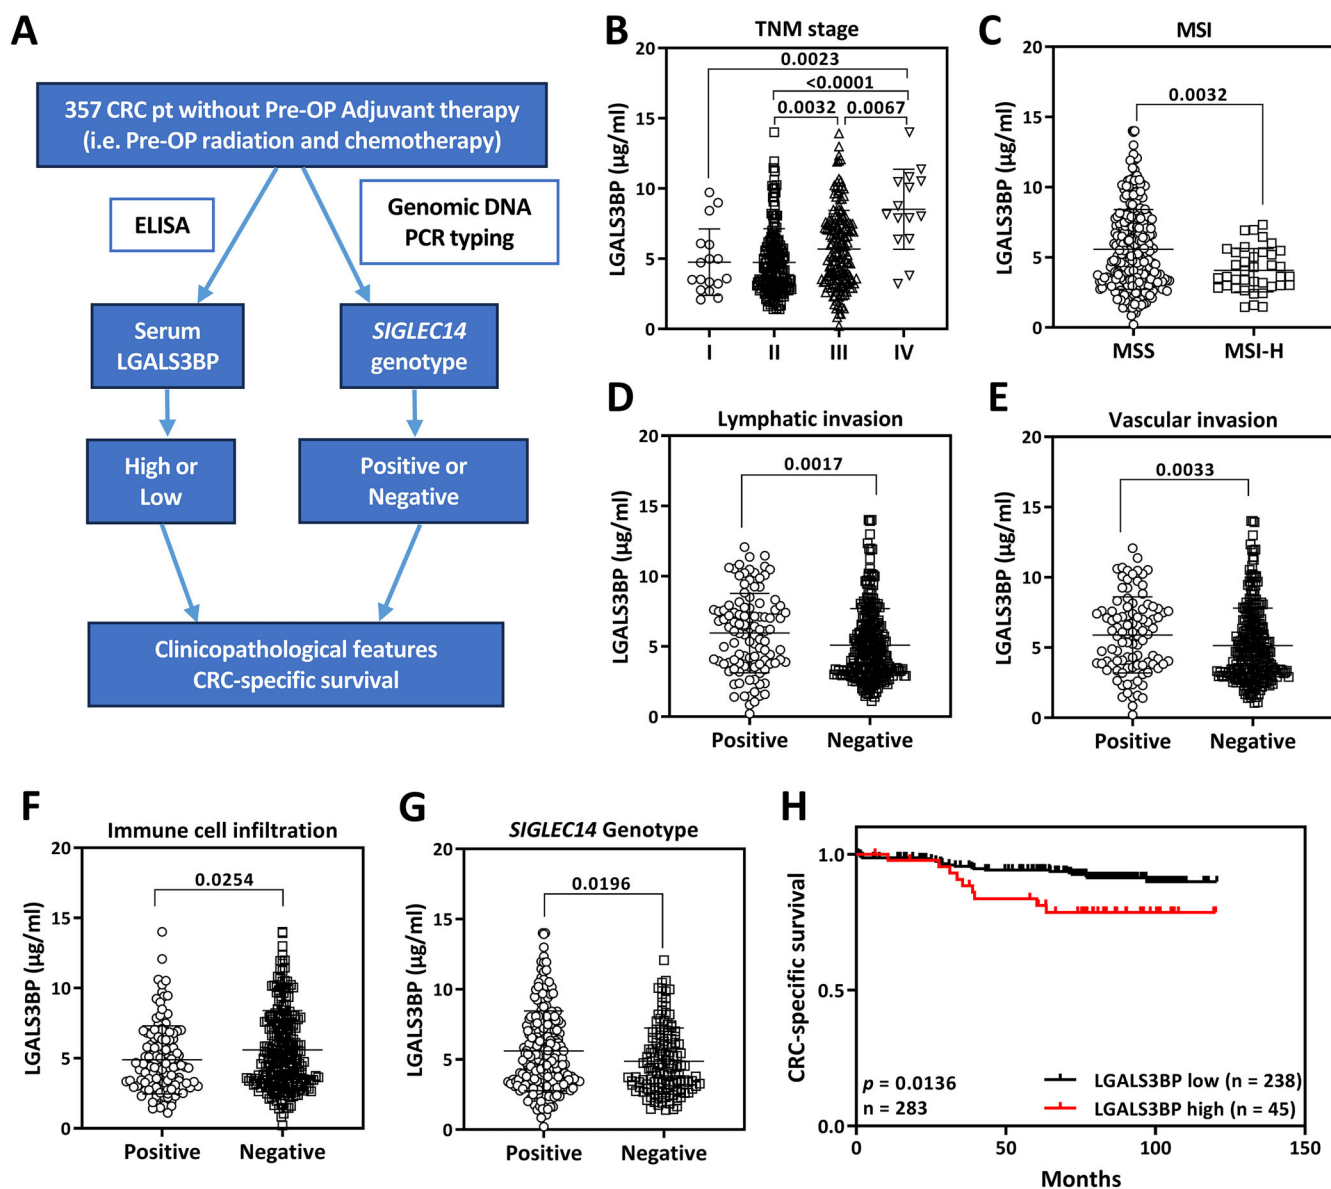 A
357 CRC pt without Pre-OP Adjuvant therapy
(i.e. Pre-OP radiation and chemotherapy)
ELISA
Genomic DNA
PCR typing
Serum
LGALS3BP
SIGLEC14
genotype
High or
Low
Positive or
Negative
Clinicopathological features
CRC-specific survival
B
TNM stage
LGALS3BP (μg/ml)
20
15
10
5
0
0.0023
<0.0001
0.0032
0.0067
I
II
III
IV
C
MSI
LGALS3BP (μg/ml)
20
15
10
5
0
0.0032
MSS
MSI-H
D
Lymphatic invasion
LGALS3BP (μg/ml)
20
15
10
5
0
0.0017
Positive
Negative
E
Vascular invasion
LGALS3BP (μg/ml)
20
15
10
5
0
0.0033
Positive
Negative
F
Immune cell infiltration
LGALS3BP (μg/ml)
20
15
10
5
0
0.0254
Positive
Negative
G
SIGLEC14 Genotype
LGALS3BP (μg/ml)
20
15
10
5
0
0.0196
Positive
Negative
H
CRC-specific survival
1.0
0.5
0.0
p = 0.0136
n = 283
LGALS3BP low (n = 238)
LGALS3BP high (n = 45)
0
50
100
150
Months